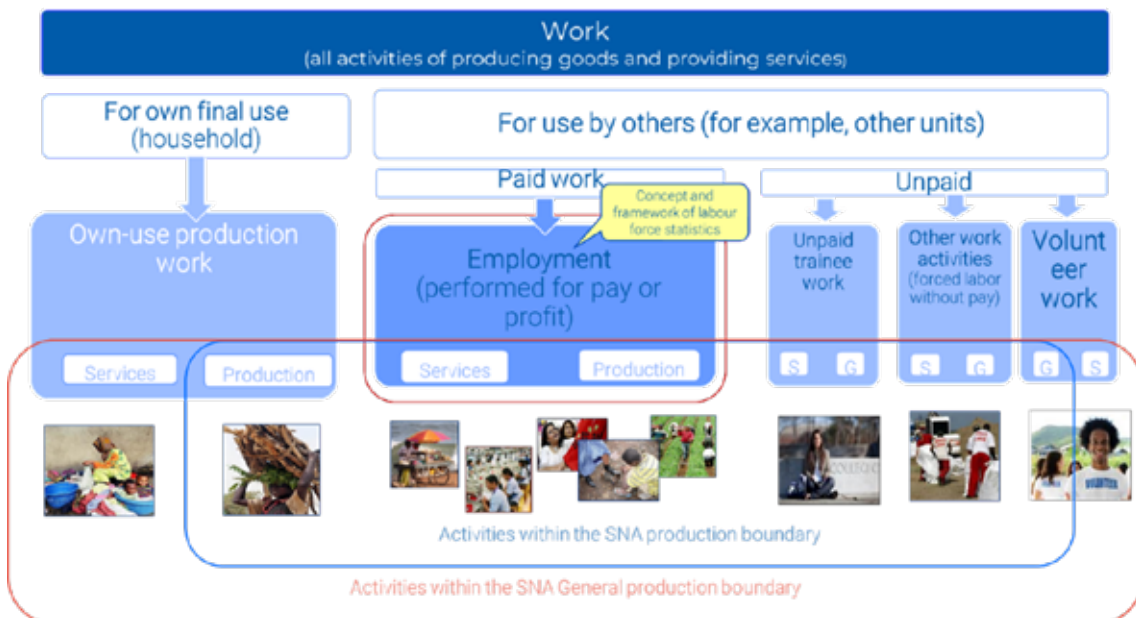 Work
(all activities of producing goods and providing services)
For own final use
(household)
For use by others (for example, other units)
Paid work
Unpaid
Concept and
framework of labour
force statistics
Own-use production
work
Employment
(performed for pay or
profit)
Unpaid
trainee
work
Other work
activities
(forced labor
without pay)
Volunt
eer
work
Services
Production
Services
Production
S G
S G
G S
VOLUNTEER
Activities within the SNA production boundary
Activities within the SNA General production boundary